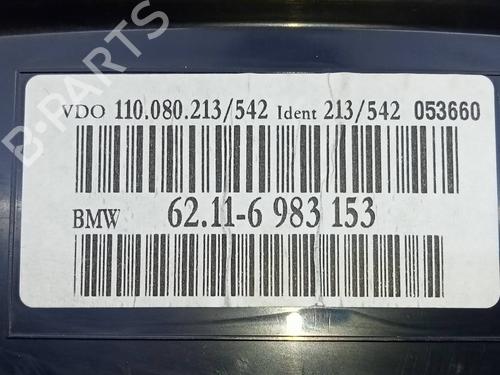 B-PARTS
VDO 110.080.213/542 Ident 213/542 053660
BMW 62.11-6 983 153